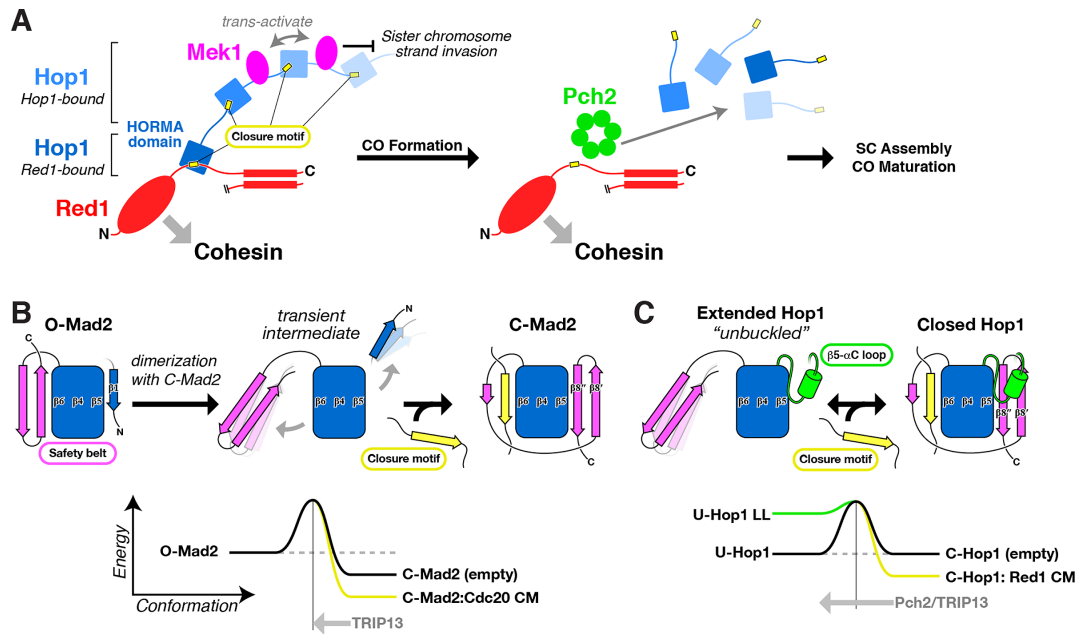 A
trans-activate
Mek1
Sister chromosome
strand invasion
Hop1
Hop1-bound
HORMA
domain
Closure motif
Hop1
Red1-bound
C
Red1
N
Cohesin
CO Formation
Pch2
C
N
Cohesin
SC Assembly
CO Maturation
B
O-Mad2
C
β6
β4
β5
β1
N
Safety belt
dimerization
with C-Mad2
transient
intermediate
N
β6
β4
β5
Closure motif
C-Mad2
β6
β4
β5
β8"
β8'
C
Energy
Conformation
O-Mad2
C-Mad2 (empty)
C-Mad2:Cdc20 CM
TRIP13
C
Extended Hop1
"unbuckled"
β5-αC loop
β6
β4
β5
Closure motif
Closed Hop1
β6
β4
β5
β8"
β8'
C
U-Hop1 LL
U-Hop1
C-Hop1 (empty)
C-Hop1: Red1 CM
Pch2/TRIP13